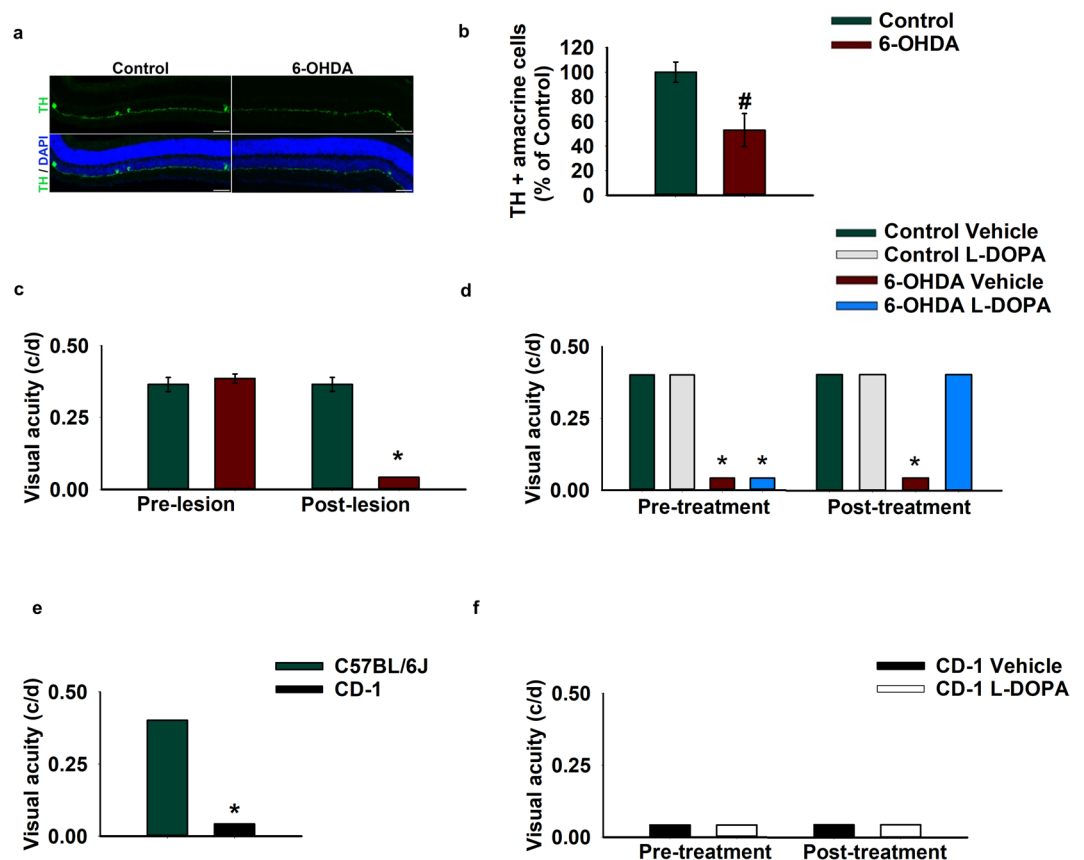 a
Control
6-OHDA
TH
TH / DAPI
b
Control
6-OHDA
TH + amacrine cells
(% of Control)
120
100
80
60
40
20
0
#
Control Vehicle
Control L-DOPA
6-OHDA Vehicle
6-OHDA L-DOPA
c
Visual acuity (c/d)
0.50
0.25
0.00
*
Pre-lesion
Post-lesion
d
Visual acuity (c/d)
0.50
0.25
0.00
*
*
*
Pre-treatment
Post-treatment
e
C57BL/6J
CD-1
Visual acuity (c/d)
0.50
0.25
0.00
*
f
CD-1 Vehicle
CD-1 L-DOPA
Visual acuity (c/d)
0.50
0.25
0.00
Pre-treatment
Post-treatment